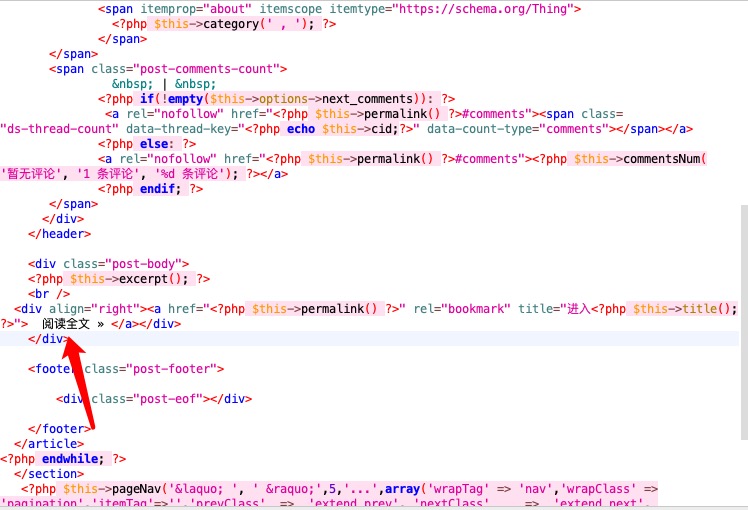 <span itemprop="about" itemscope itemtype="https://schema.org/Thing">
<?php $this->category(' , '); ?>
</span>
</span>
<span class="post-comments-count">
&nbsp; | &nbsp;
<?php if(!empty($this->options->next_comments)): ?>
<a rel="nofollow" href="<?php $this->permalink() ?>#comments"><span class=
"ds-thread-count" data-thread-key="<?php echo $this->cid;?>" data-count-type="comments"></span></a>
<?php else: ?>
<a rel="nofollow" href="<?php $this->permalink() ?>#comments"><?php $this->commentsNum(
'暂无评论', '1 条评论', '%d 条评论'); ?></a>
<?php endif; ?>
</span>
</div>
</header>
<div class="post-body">
<?php $this->excerpt(); ?>
<br />
<div align="right"><a href="<?php $this->permalink() ?>" rel="bookmark" title="进入<?php $this->title();
?>">  阅读全文 » </a></div>
</div>
<footer class="post-footer">
<div class="post-eof"></div>
</footer>
</article>
<?php endwhile; ?>
</section>
<?php $this->pageNav('&laquo; ', ' &raquo;',5,'...',array('wrapTag' => 'nav','wrapClass' =>
'pagination','itemTag'=>'','prevClass' => 'extend prev', 'nextClass' => 'extend next',